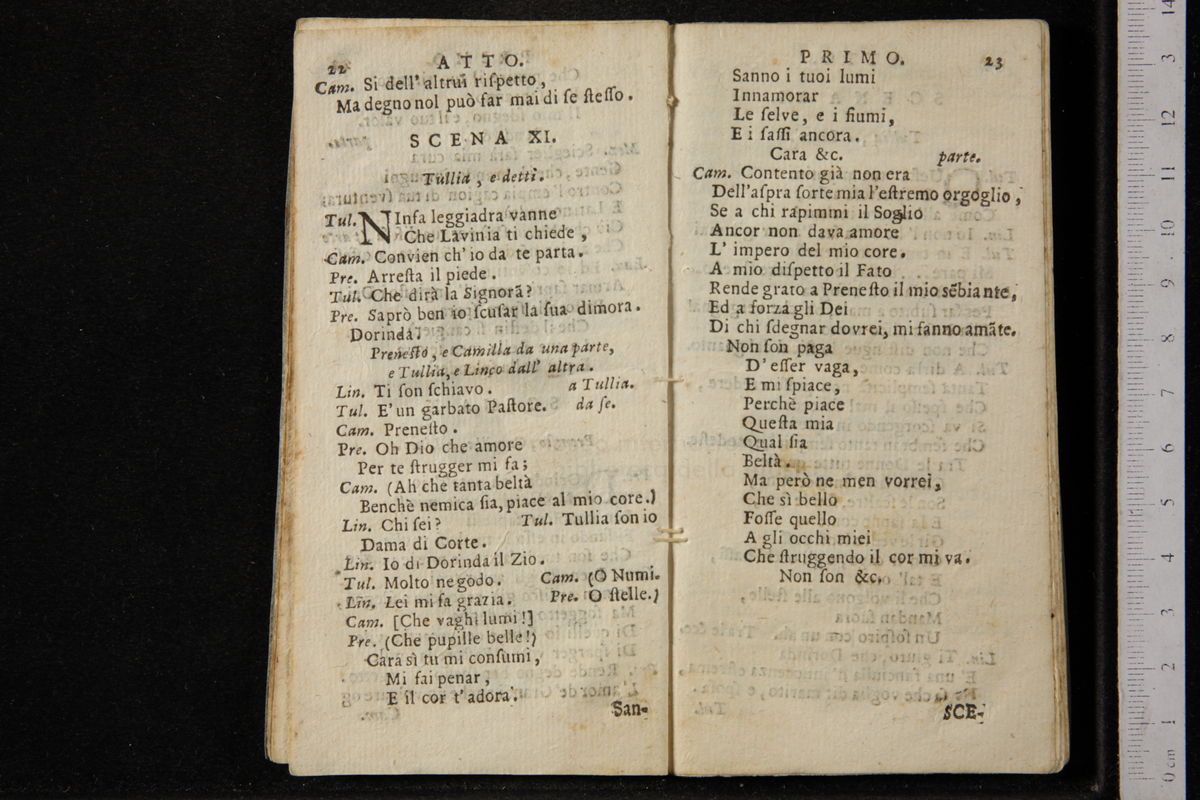 22 ATTO.
Cam. Si dell' altrui riſpetto,
Ma degno nol può far mai di ſe ſteſſo.
SCENA XI.
Tullia, e detti.
Tul. NInfa leggiadra vanne
Che Lavinia ti chiede,
Cam. Convien ch' io da te parta.
Pre. Arreſta il piede.
Tul. Che dirà la Signora?
Pre. Saprò ben io ſcuſar la ſua dimora.
Dorinda.
Preneſto, e Camilla da una parte,
e Tullia, e Linco dall' altra.
Lin. Ti ſon ſchiavo. a Tullia.
Tul. E' un garbato Paſtore. da ſe.
Cam. Preneſto.
Pre. Oh Dio che amore
Per te ſtrugger mi fa;
Cam. (Ah che tanta beltà
Benchè nemica ſia, piace al mio core.)
Lin. Chi ſei? Tul. Tullia ſon io
Dama di Corte.
Lin. Io di Dorinda il Zio.
Tul. Molto ne godo. Cam. (O Numi.
Lin. Lei mi fa grazia. Pre. O ſtelle.)
Cam. [Che vaghi lumi!]
Pre. (Che pupille belle!)
Cara sì tu mi conſumi,
Mi fai penar,
E il cor t'adora.
San-
PRIMO. 23
Sanno i tuoi lumi
Innamorar
Le ſelve, e i fiumi,
E i ſaſſi ancora.
Cara &c. parte.
Cam. Contento già non era
Dell'aſpra ſorte mia l'eſtremo orgoglio,
Se a chi rapimmi il Soglio
Ancor non dava amore
L' impero del mio core.
A mio diſpetto il Fato
Rende grato a Preneſto il mio sẽbiante,
Ed a forza gli Dei
Di chi ſdegnar dovrei, mi fanno amãte.
Non ſon paga
D' eſſer vaga,
E mi ſpiace,
Perchè piace
Queſta mia
Qual ſia
Beltà.
Ma però ne men vorrei,
Che sì bello
Foſſe quello
A gli occhi miei
Che ſtruggendo il cor mi va.
Non ſon &c.
SCE-